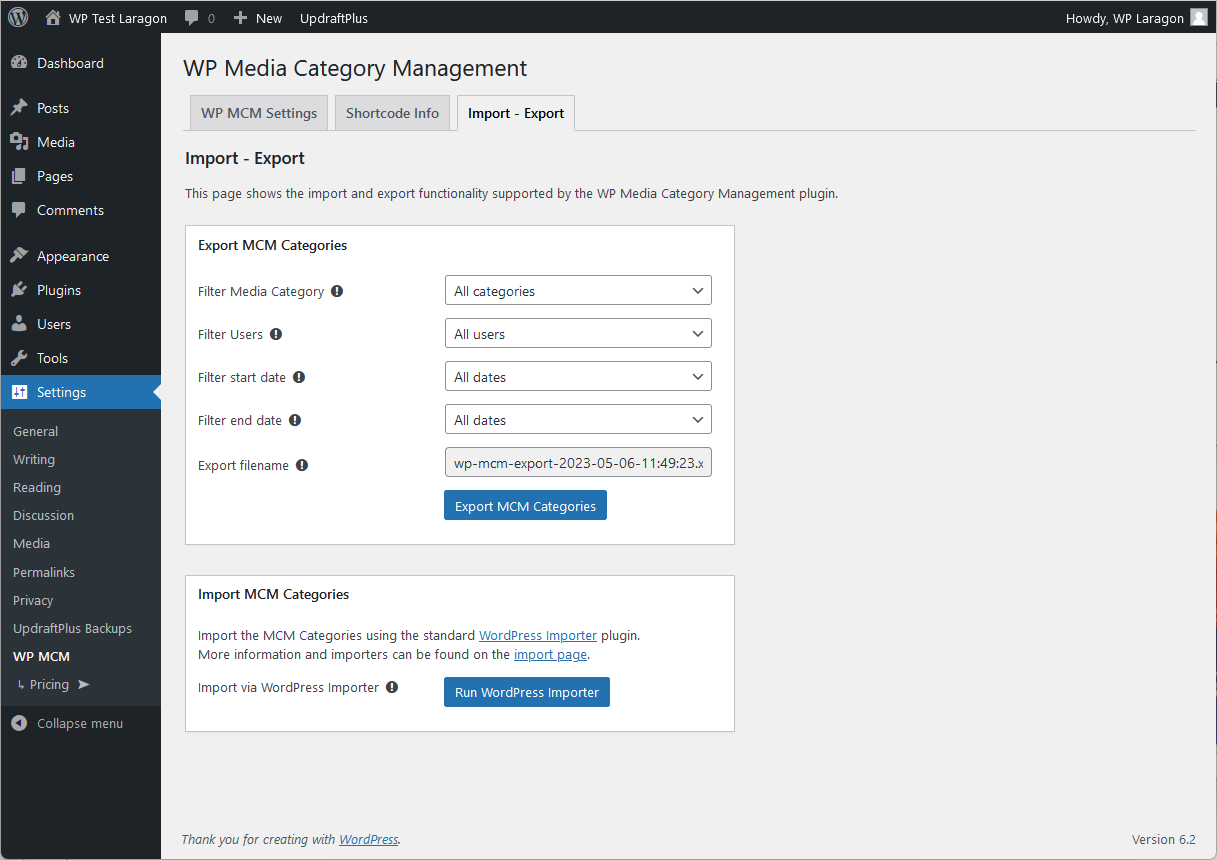 WP Test Laragon 0 New UpdraftPlus Howdy, WP Laragon
Dashboard
Posts
Media
Pages
Comments
Appearance
Plugins
Users
Tools
Settings
General
Writing
Reading
Discussion
Media
Permalinks
Privacy
UpdraftPlus Backups
WP MCM
↳ Pricing ➤
Collapse menu
WP Media Category Management
WP MCM Settings Shortcode Info Import - Export
Import - Export
This page shows the import and export functionality supported by the WP Media Category Management plugin.
Export MCM Categories
Filter Media Category All categories
Filter Users All users
Filter start date All dates
Filter end date All dates
Export filename wp-mcm-export-2023-05-06-11:49:23.x
Export MCM Categories
Import MCM Categories
Import the MCM Categories using the standard WordPress Importer plugin.
More information and importers can be found on the import page.
Import via WordPress Importer Run WordPress Importer
Thank you for creating with WordPress. Version 6.2